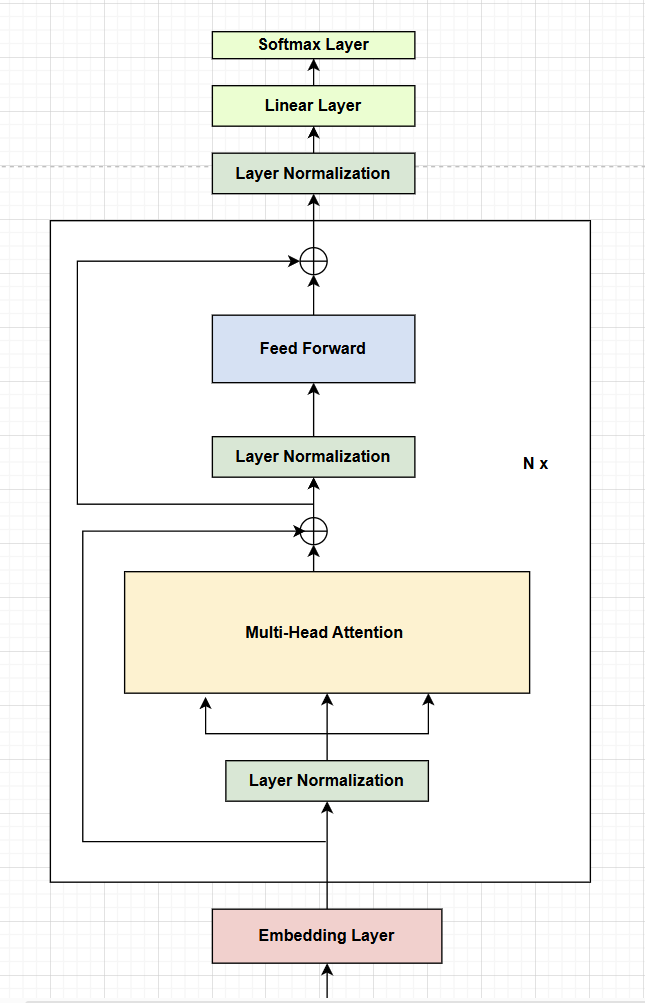 Softmax Layer
Linear Layer
Layer Normalization
Feed Forward
Layer Normalization
N x
Multi-Head Attention
Layer Normalization
Embedding Layer